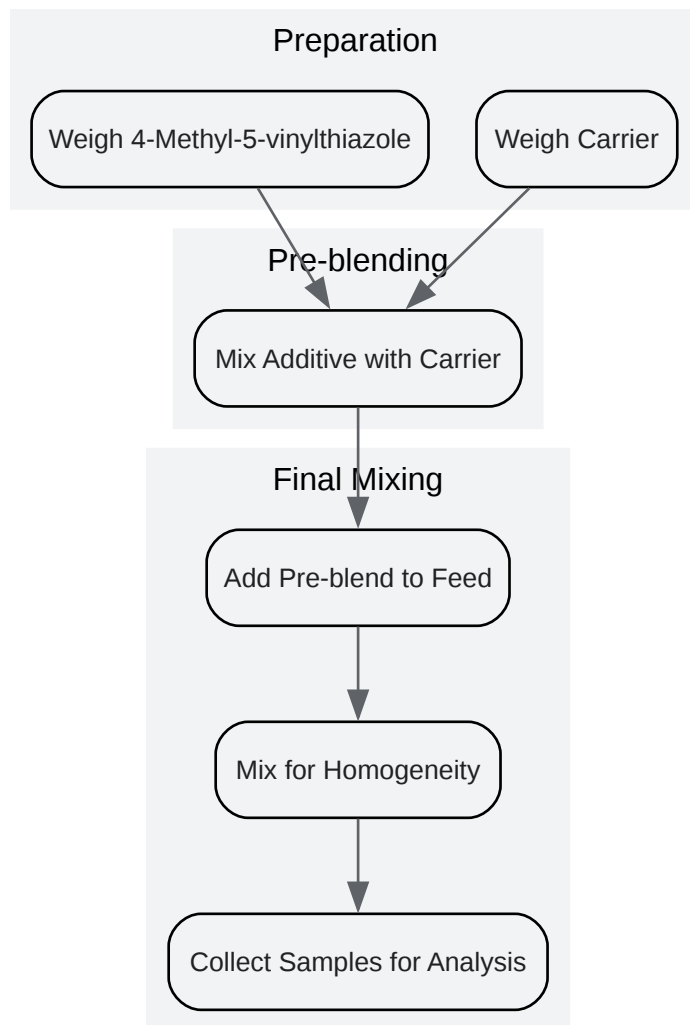 Preparation
Weigh 4-Methyl-5-vinylthiazole
Weigh Carrier
Pre-blending
Mix Additive with Carrier
Final Mixing
Add Pre-blend to Feed
Mix for Homogeneity
Collect Samples for Analysis